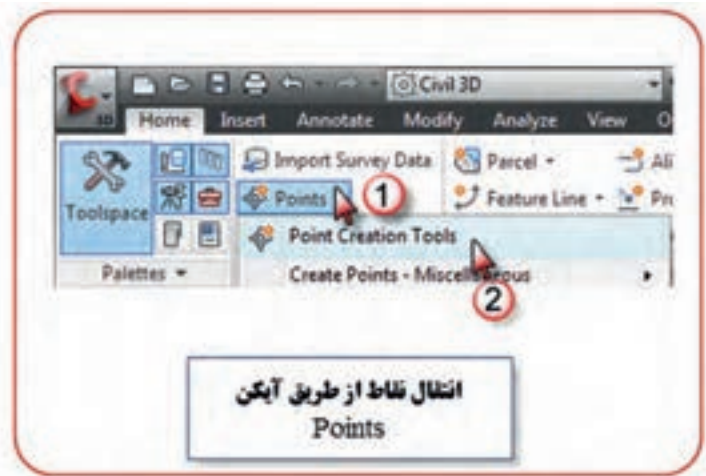 Civil 3D
3D Home Insert Annotate Modify Analyze View
Import Survey Data Parcel
Toolspace Points Feature Line
Point Creation Tools
Palettes Create Points - Miscellaneous
1
2
انتقال نقاط از طریق آیکن
Points